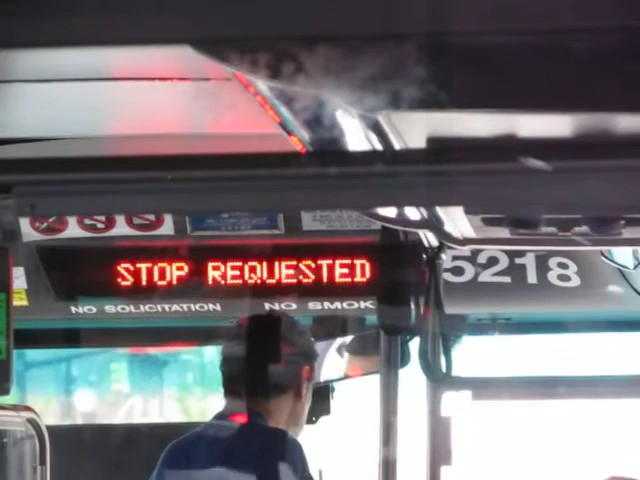 STOP REQUESTED
5218
NO SOLICITATION
NO SMOK